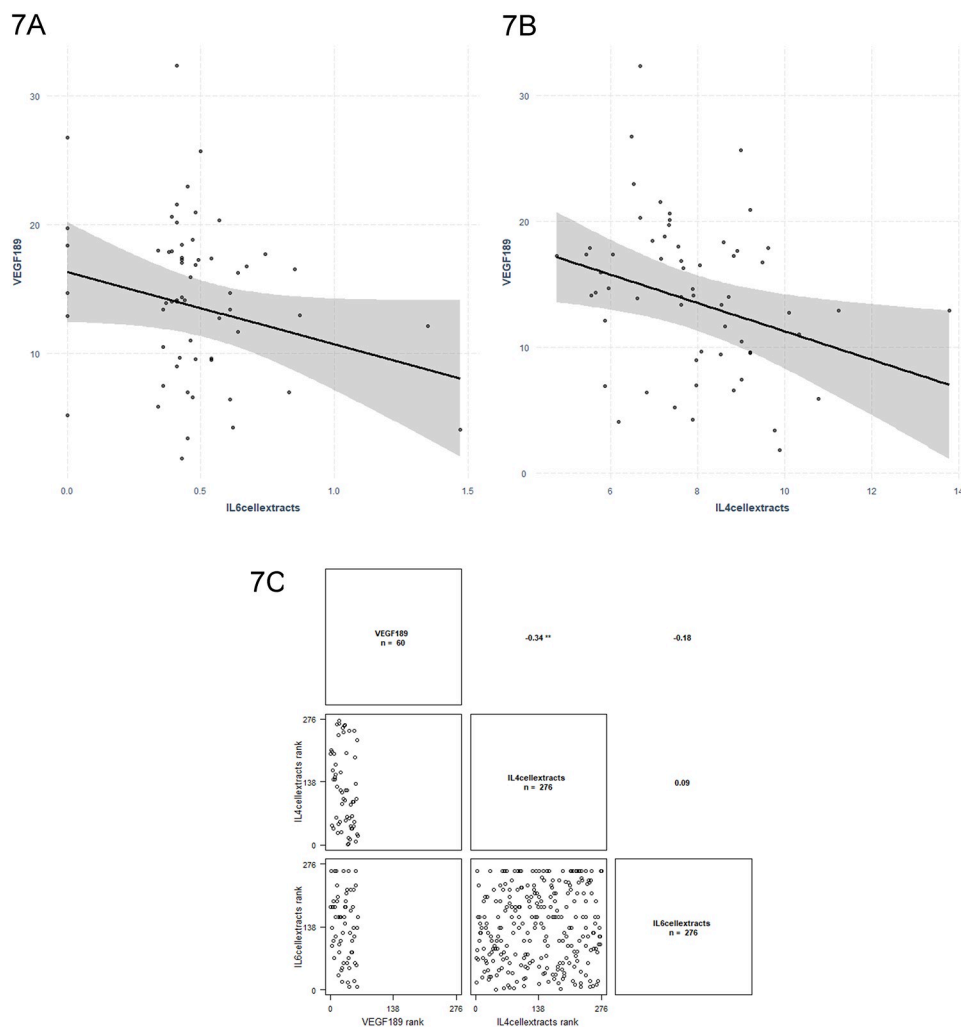 7A
30
20
10
VEGF189
0.0 0.5 1.0 1.5
IL6cellextracts
7B
30
20
10
0
VEGF189
6 8 10 12 14
IL4cellextracts
7C
VEGF189
n = 60
-0.34 **
-0.18
276
138
0
IL4cellextracts rank
IL4cellextracts
n = 276
0.09
276
138
0
IL6cellextracts rank
IL6cellextracts
n = 276
0 138 276
VEGF189 rank
0 138 276
IL4cellextracts rank